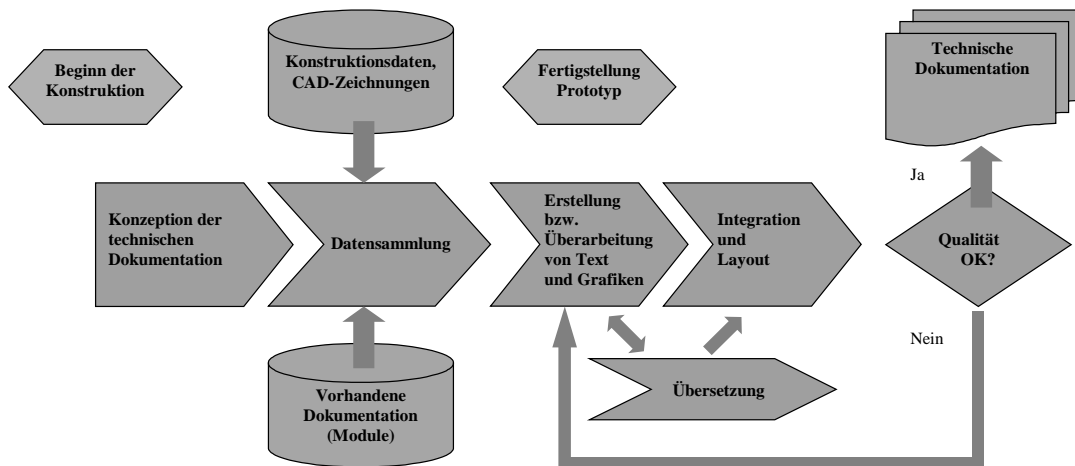 Beginn der
Konstruktion
Konstruktionsdaten,
CAD-Zeichnungen
Fertigstellung
Prototyp
Technische
Dokumentation
Ja
Konzeption der
technischen
Dokumentation
Datensammlung
Erstellung
bzw.
Überarbeitung
von Text
und Grafiken
Integration
und
Layout
Qualität
OK?
Nein
Übersetzung
Vorhandene
Dokumentation
(Module)